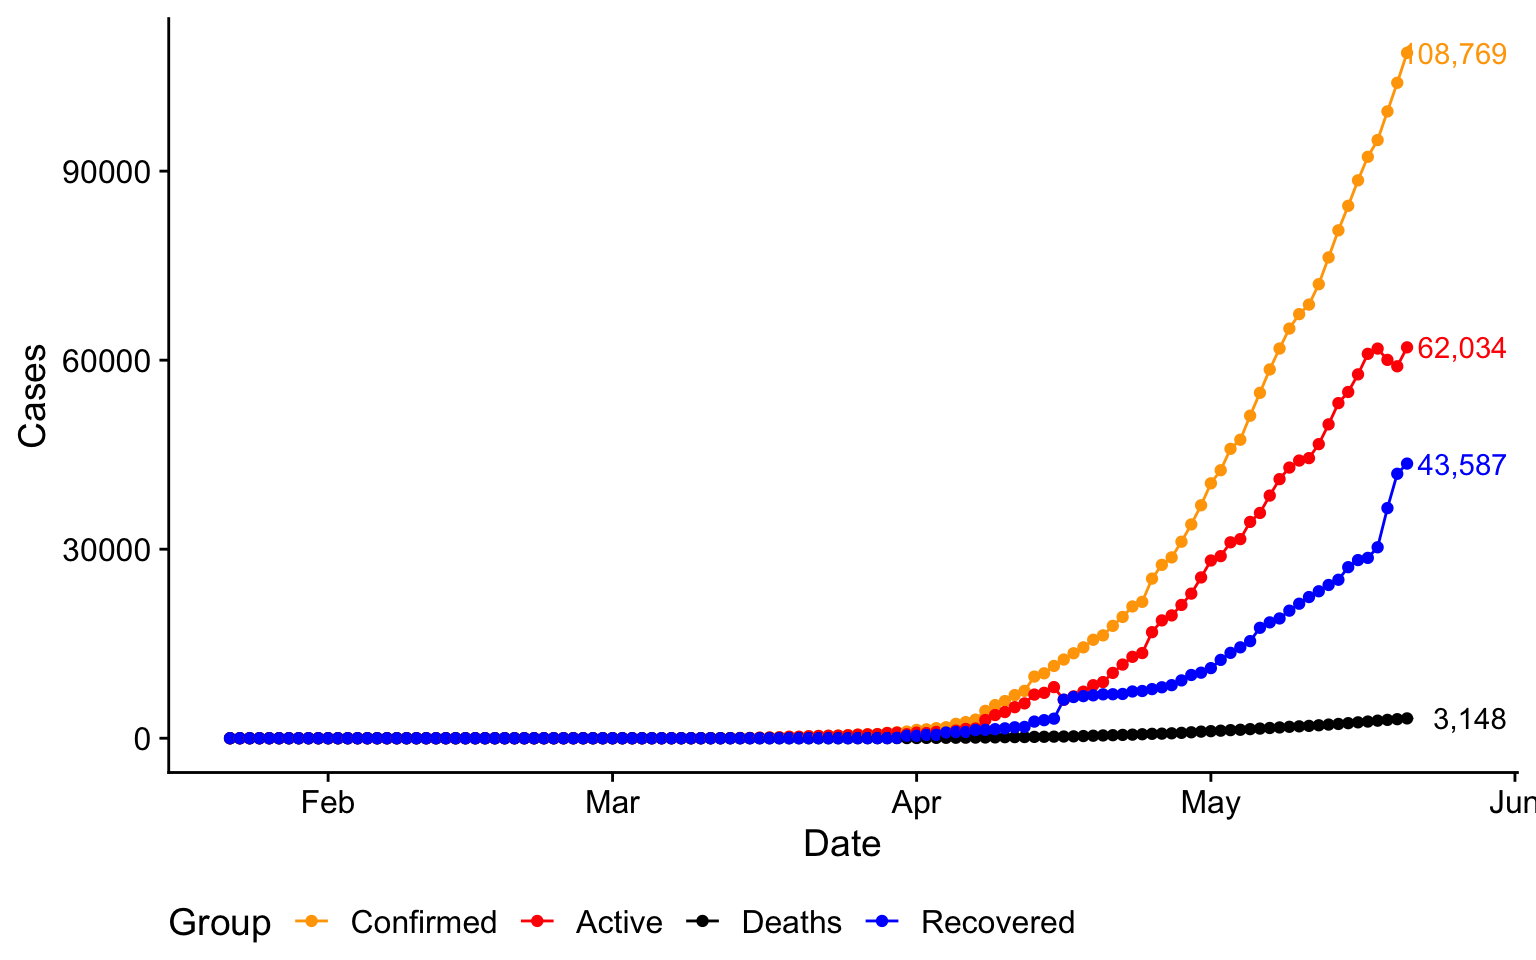 108,769
90000
62,034
60000
Cases
43,587
30000
3,148
0
Feb Mar Apr May Jun
Date
Group Confirmed Active Deaths Recovered